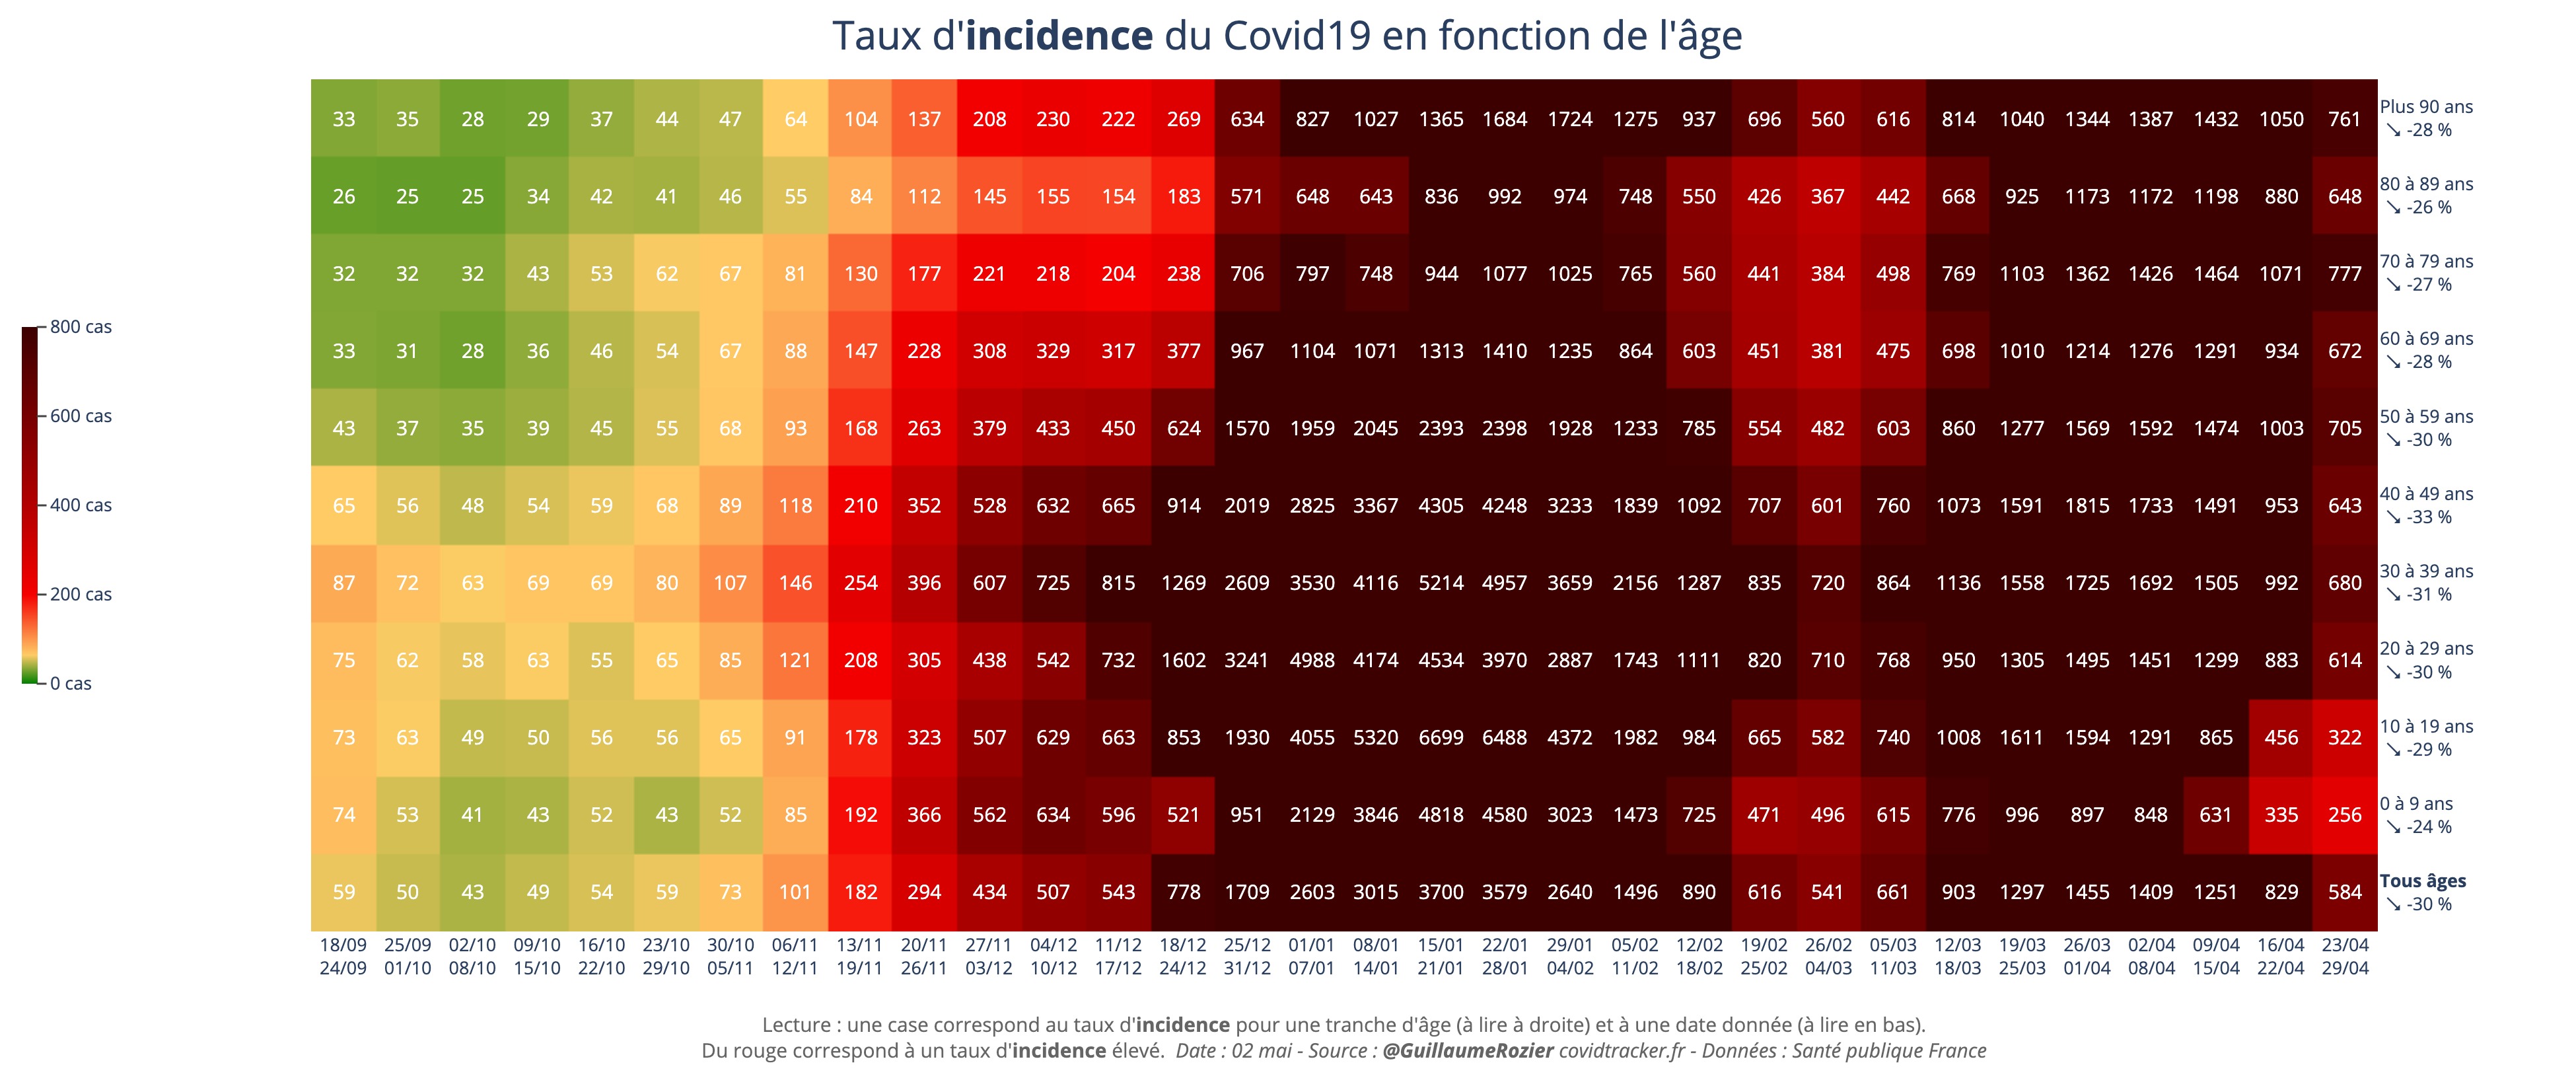 Taux d'incidence du Covid19 en fonction de l'âge
33 35 28 29 37 44 47 64 104 137 208 230 222 269 634 827 1027 1365 1684 1724 1275 937 696 560 616 814 1040 1344 1387 1432 1050 761 Plus 90 ans
↘ -28 %
26 25 25 34 42 41 46 55 84 112 145 155 154 183 571 648 643 836 992 974 748 550 426 367 442 668 925 1173 1172 1198 880 648 80 à 89 ans
↘ -26 %
32 32 32 43 53 62 67 81 130 177 221 218 204 238 706 797 748 944 1077 1025 765 560 441 384 498 769 1103 1362 1426 1464 1071 777 70 à 79 ans
↘ -27 %
33 31 28 36 46 54 67 88 147 228 308 329 317 377 967 1104 1071 1313 1410 1235 864 603 451 381 475 698 1010 1214 1276 1291 934 672 60 à 69 ans
↘ -28 %
43 37 35 39 45 55 68 93 168 263 379 433 450 624 1570 1959 2045 2393 2398 1928 1233 785 554 482 603 860 1277 1569 1592 1474 1003 705 50 à 59 ans
↘ -30 %
65 56 48 54 59 68 89 118 210 352 528 632 665 914 2019 2825 3367 4305 4248 3233 1839 1092 707 601 760 1073 1591 1815 1733 1491 953 643 40 à 49 ans
↘ -33 %
87 72 63 69 69 80 107 146 254 396 607 725 815 1269 2609 3530 4116 5214 4957 3659 2156 1287 835 720 864 1136 1558 1725 1692 1505 992 680 30 à 39 ans
↘ -31 %
75 62 58 63 55 65 85 121 208 305 438 542 732 1602 3241 4988 4174 4534 3970 2887 1743 1111 820 710 768 950 1305 1495 1451 1299 883 614 20 à 29 ans
↘ -30 %
73 63 49 50 56 56 65 91 178 323 507 629 663 853 1930 4055 5320 6699 6488 4372 1982 984 665 582 740 1008 1611 1594 1291 865 456 322 10 à 19 ans
↘ -29 %
74 53 41 43 52 43 52 85 192 366 562 634 596 521 951 2129 3846 4818 4580 3023 1473 725 471 496 615 776 996 897 848 631 335 256 0 à 9 ans
↘ -24 %
59 50 43 49 54 59 73 101 182 294 434 507 543 778 1709 2603 3015 3700 3579 2640 1496 890 616 541 661 903 1297 1455 1409 1251 829 584 Tous âges
↘ -30 %
18/09 25/09 02/10 09/10 16/10 23/10 30/10 06/11 13/11 20/11 27/11 04/12 11/12 18/12 25/12 01/01 08/01 15/01 22/01 29/01 05/02 12/02 19/02 26/02 05/03 12/03 19/03 26/03 02/04 09/04 16/04 23/04
24/09 01/10 08/10 15/10 22/10 29/10 05/11 12/11 19/11 26/11 03/12 10/12 17/12 24/12 31/12 07/01 14/01 21/01 28/01 04/02 11/02 18/02 25/02 04/03 11/03 18/03 25/03 01/04 08/04 15/04 22/04 29/04
800 cas
600 cas
400 cas
200 cas
0 cas
Lecture : une case correspond au taux d'incidence pour une tranche d'âge (à lire à droite) et à une date donnée (à lire en bas).
Du rouge correspond à un taux d'incidence élevé. Date : 02 mai - Source : @GuillaumeRozier covidtracker.fr - Données : Santé publique France